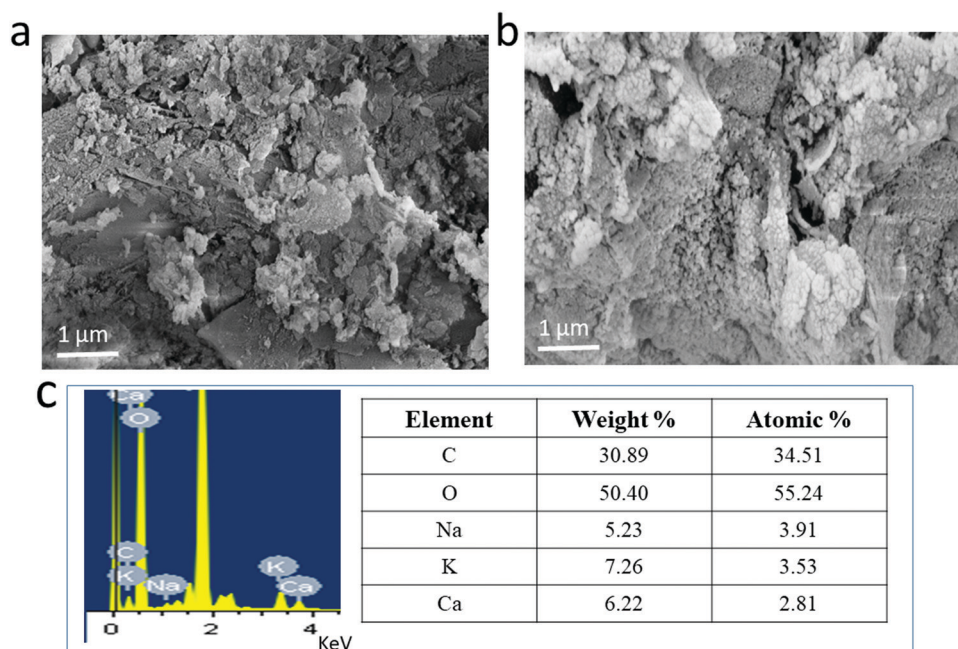 a
b
1 µm
1 µm
c
Ca
O
C
K
Na
K
Ca
0 2 4
KeV
Element Weight % Atomic %
C 30.89 34.51
O 50.40 55.24
Na 5.23 3.91
K 7.26 3.53
Ca 6.22 2.81